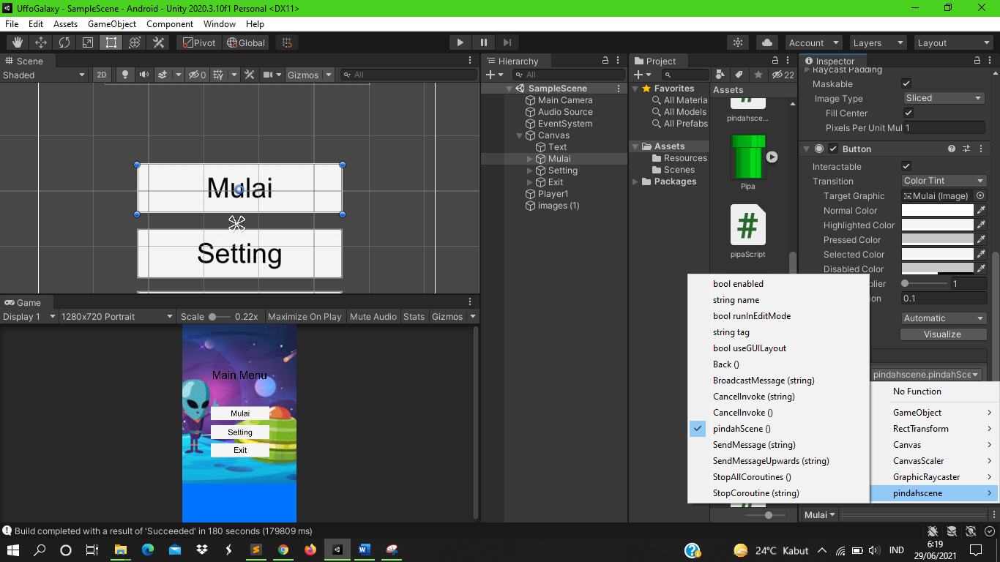 UffoGalaxy - SampleScene - Android - Unity 2020.3.10f1 Personal <DX11>
File Edit Assets GameObject Component Window Help
Pivot Global Account Layers Layout
Scene
Shaded 2D 0 Gizmos All
Mulai
Setting
Game
Display 1 1280x720 Portrait Scale 0.22x Maximize On Play Mute Audio Stats Gizmos
Main Menu
Mulai
Setting
Exit
Hierarchy
All
SampleScene
Main Camera
Audio Source
EventSystem
Canvas
Text
Mulai
Setting
Exit
Player1
images (1)
Project
22
Favorites
All Materia
All Models
All Prefabs
Assets
Resources
Scenes
Packages
Assets
pindahsce...
Pipa
#
pipaScript
Inspector
Raycast Padding
Maskable
Image Type Sliced
Fill Center
Pixels Per Unit Mul 1
Button
Interactable
Transition Color Tint
Target Graphic Mulai (Image)
Normal Color
Highlighted Color
Pressed Color
Selected Color
Disabled Color
plier 1
ion 0.1
Automatic
Visualize
pindahscene.pindahSce
bool enabled
string name
bool runInEditMode
string tag
bool useGUILayout
Back ()
BroadcastMessage (string)
CancelInvoke (string)
CancelInvoke ()
pindahScene ()
SendMessage (string)
SendMessageUpwards (string)
StopAllCoroutines ()
StopCoroutine (string)
No Function
GameObject
RectTransform
Canvas
CanvasScaler
GraphicRaycaster
pindahscene
Mulai
Build completed with a result of 'Succeeded' in 180 seconds (179809 ms)
24°C Kabut IND 6:19
29/06/2021